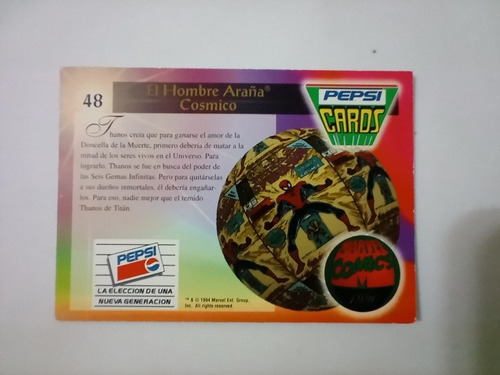 48
El Hombre Araña®
Cosmico
Thanos creía que para ganarse el amor de la
Doncella de la Muerte, primero debería de matar a la
mitad de los seres vivos en el Universo. Para
lograrlo, Thanos se fue en busca del poder de
las Seis Gemas Infinitas. Pero para quitárselas
a sus dueños inmortales, él debería engañar-
los. Para eso, nadie mejor que el temido
Thanos de Titán.
PEPSI
CARDS
PEPSI
LA ELECCION DE UNA
NUEVA GENERACION
™ & © 1994 Marvel Ent. Group,
Inc. All rights reserved